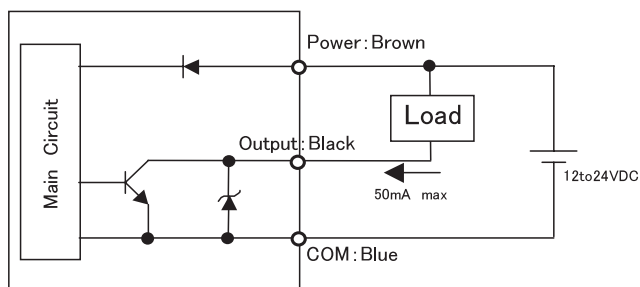 Power:Brown
Load
Main Circuit
Output:Black
50mA max
12to24VDC
COM:Blue